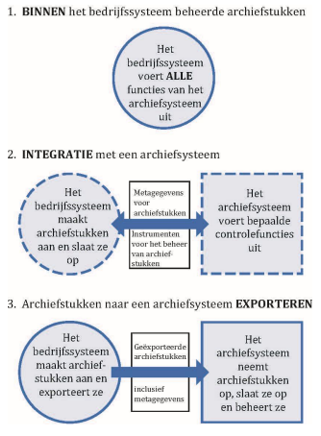 1. BINNEN het bedrijfssysteem beheerde archiefstukken
Het
bedrijfssysteem
voert ALLE
functies van het
archiefsysteem
uit
2. INTEGRATIE met een archiefsysteem
Het
bedrijfssysteem
maakt
archiefstukken
aan en slaat ze
op
Metagegevens
voor
archiefstukken
Instrumenten
voor het beheer
van archief-
stukken
Het
archiefsysteem
voert bepaalde
controlefuncties
uit
3. Archiefstukken naar een archiefsysteem EXPORTEREN
Het
bedrijfssysteem
maakt archief-
stukken aan en
exporteert ze
Geëxporteerde
archiefstukken
inclusief
metagegevens
Het
archiefsysteem
neemt
archiefstukken
op, slaat ze op
en beheert ze